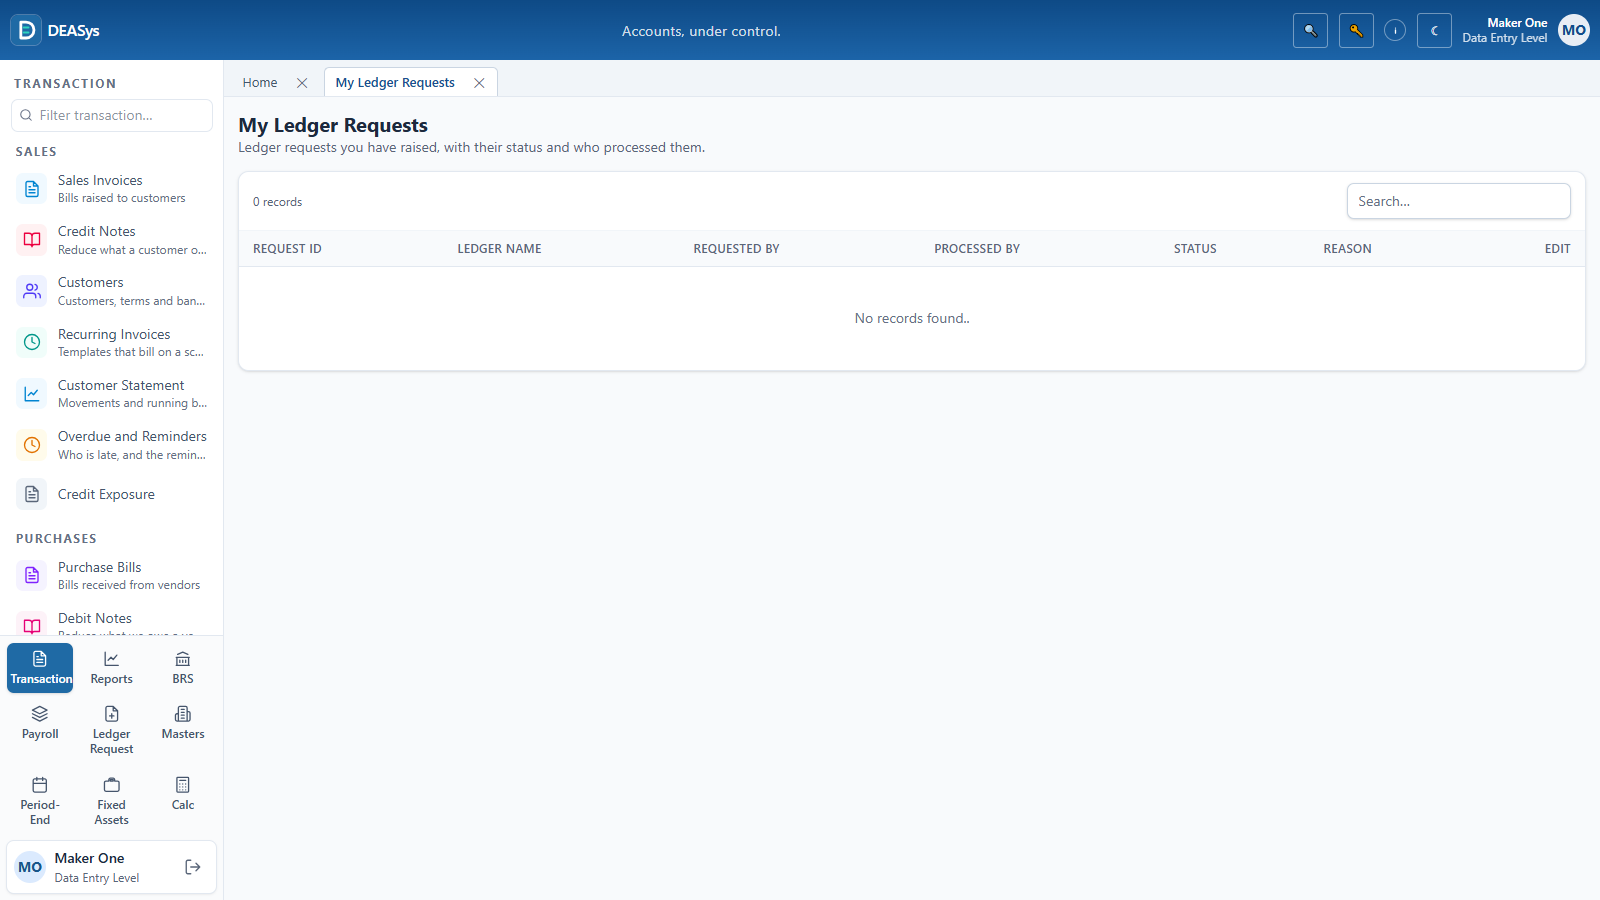 DEASys
Accounts, under control.
Maker One
Data Entry Level
MO
TRANSACTION
Filter transaction...
SALES
Sales Invoices
Bills raised to customers
Credit Notes
Reduce what a customer o...
Customers
Customers, terms and ban...
Recurring Invoices
Templates that bill on a sc...
Customer Statement
Movements and running b...
Overdue and Reminders
Who is late, and the remin...
Credit Exposure
PURCHASES
Purchase Bills
Bills received from vendors
Debit Notes
Transaction
Reports
BRS
Payroll
Ledger
Request
Masters
Period-
End
Fixed
Assets
Calc
MO
Maker One
Data Entry Level
Home
My Ledger Requests
My Ledger Requests
Ledger requests you have raised, with their status and who processed them.
0 records
Search...
REQUEST ID LEDGER NAME REQUESTED BY PROCESSED BY STATUS REASON EDIT
No records found..